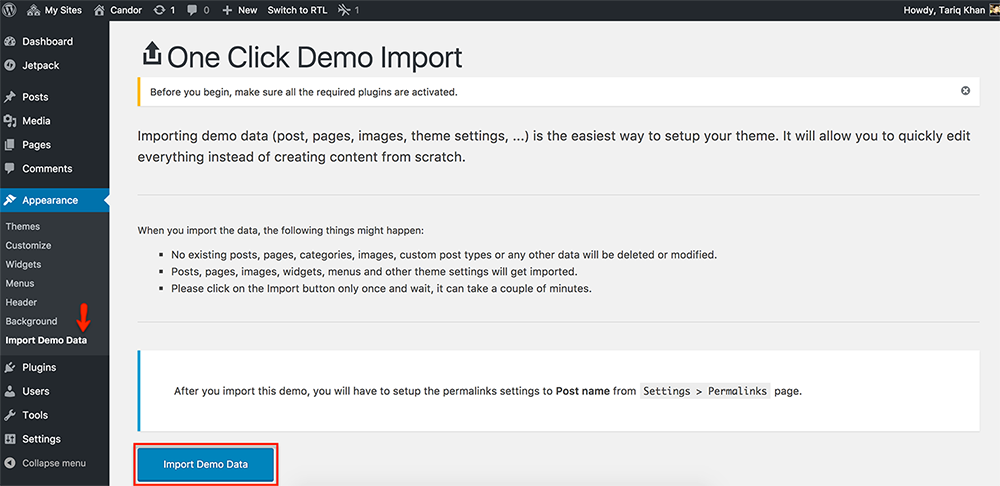 My Sites
Candor
1
0
New
Switch to RTL
1
Howdy, Tariq Khan
Dashboard
Jetpack
Posts
Media
Pages
Comments
Appearance
Themes
Customize
Widgets
Menus
Header
Background
Import Demo Data
Plugins
Users
Tools
Settings
Collapse menu
One Click Demo Import
Before you begin, make sure all the required plugins are activated.
Importing demo data (post, pages, images, theme settings, ...) is the easiest way to setup your theme. It will allow you to quickly edit
everything instead of creating content from scratch.
When you import the data, the following things might happen:
No existing posts, pages, categories, images, custom post types or any other data will be deleted or modified.
Posts, pages, images, widgets, menus and other theme settings will get imported.
Please click on the Import button only once and wait, it can take a couple of minutes.
After you import this demo, you will have to setup the permalinks settings to Post name from Settings > Permalinks page.
Import Demo Data